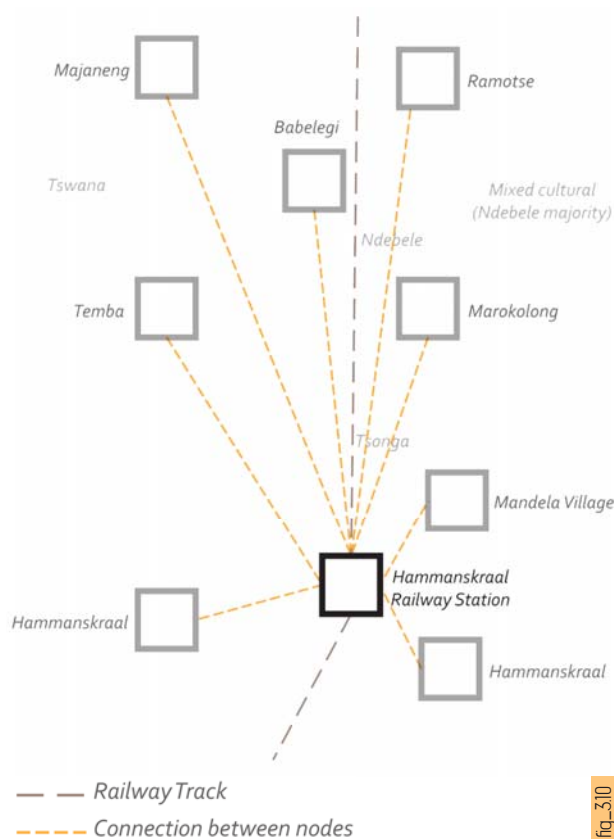 Majaneng
Ramotse
Babelegi
Tswana
Mixed cultural
(Ndebele majority)
Ndebele
Temba
Marokolong
Tsonga
Mandela Village
Hammanskraal
Railway Station
Hammanskraal
Hammanskraal
Railway Track
Connection between nodes
fig_3.10